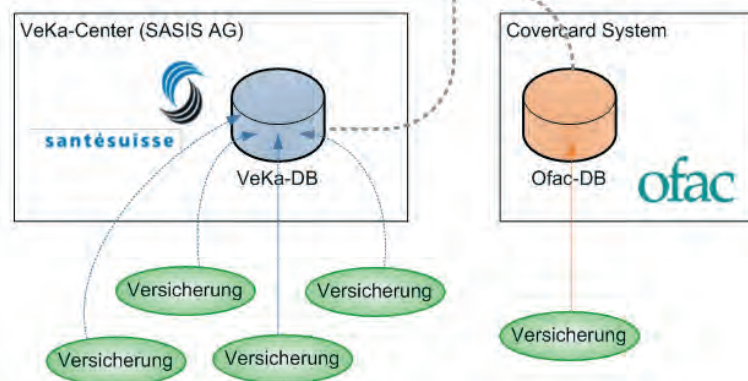 VeKa-Center (SASIS AG)
santésuisse
VeKa-DB
Covercard System
Ofac-DB
ofac
Versicherung
Versicherung
Versicherung
Versicherung
Versicherung